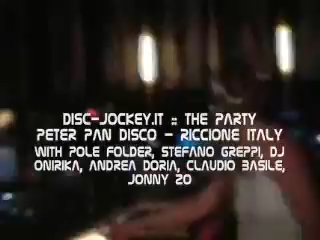 DISC-JOCKEY.IT :: THE PARTY
PETER PAN DISCO - RICCIONE ITALY
WITH POLE FOLDER, STEFANO GREPPI, DJ
ONIRIKA, ANDREA DORIA, CLAUDIO BASILE,
JONNY ZO